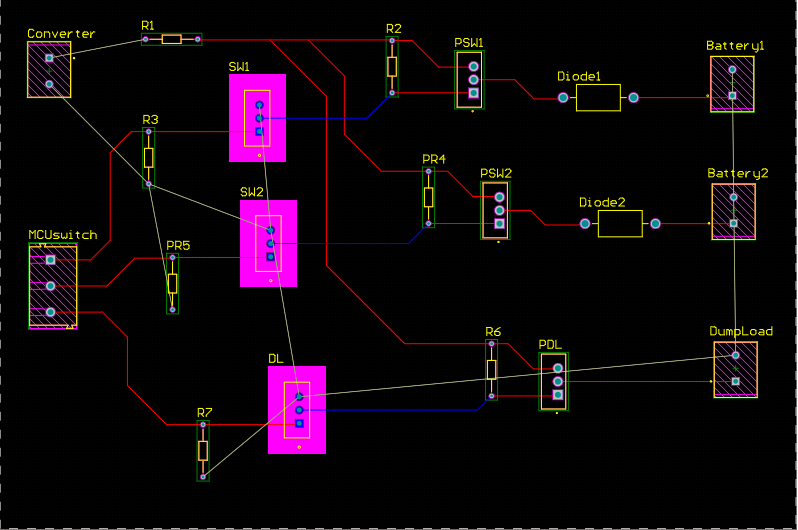 Converter
R1
R2
PSW1
Battery1
SW1
Diode1
R3
PR4
PSW2
Battery2
SW2
Diode2
MCUswitch
PR5
R6
PDL
DumpLoad
DL
R7